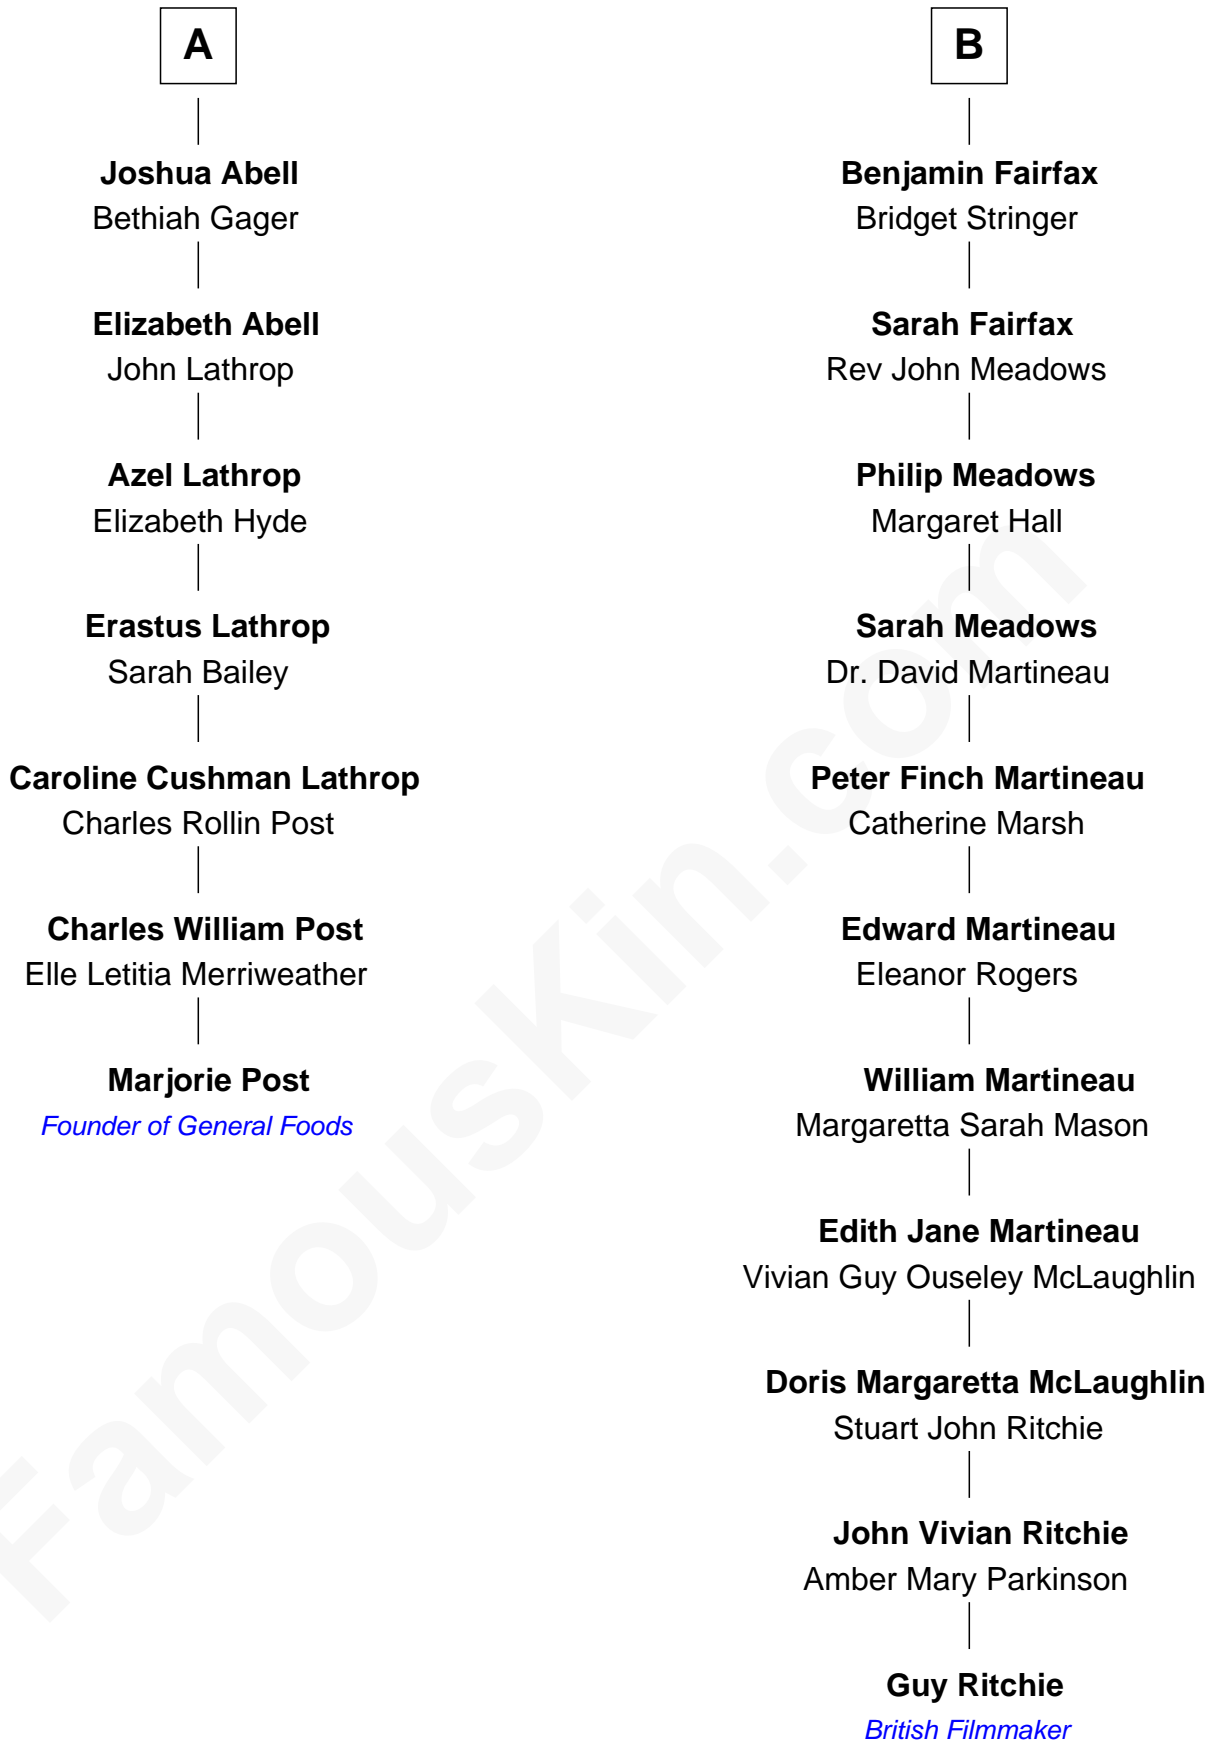 A
Joshua Abell
Bethiah Gager
Elizabeth Abell
John Lathrop
Azel Lathrop
Elizabeth Hyde
Erastus Lathrop
Sarah Bailey
Caroline Cushman Lathrop
Charles Rollin Post
Charles William Post
Elle Letitia Merriweather
Marjorie Post
Founder of General Foods
B
Benjamin Fairfax
Bridget Stringer
Sarah Fairfax
Rev John Meadows
Philip Meadows
Margaret Hall
Sarah Meadows
Dr. David Martineau
Peter Finch Martineau
Catherine Marsh
Edward Martineau
Eleanor Rogers
William Martineau
Margaretta Sarah Mason
Edith Jane Martineau
Vivian Guy Ouseley McLaughlin
Doris Margaretta McLaughlin
Stuart John Ritchie
John Vivian Ritchie
Amber Mary Parkinson
Guy Ritchie
British Filmmaker
FamousKin.com